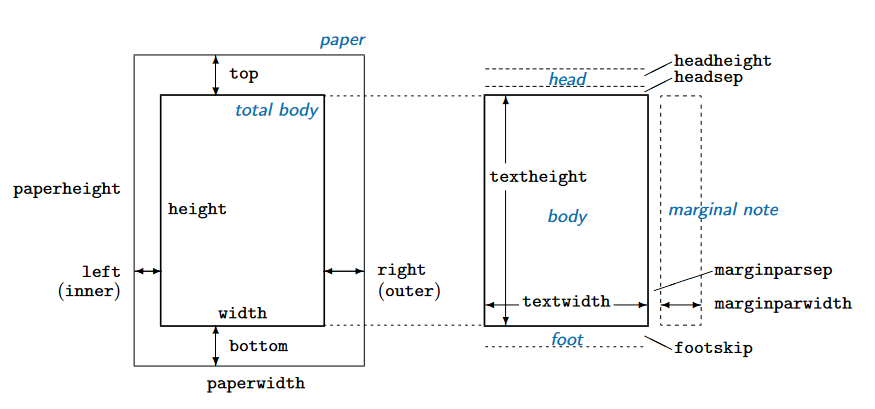 paper
top
total body
paperheight
height
left
(inner)
right
(outer)
width
bottom
paperwidth
headheight
head
headsep
textheight
body
marginal note
marginparsep
textwidth
marginparwidth
foot
footskip